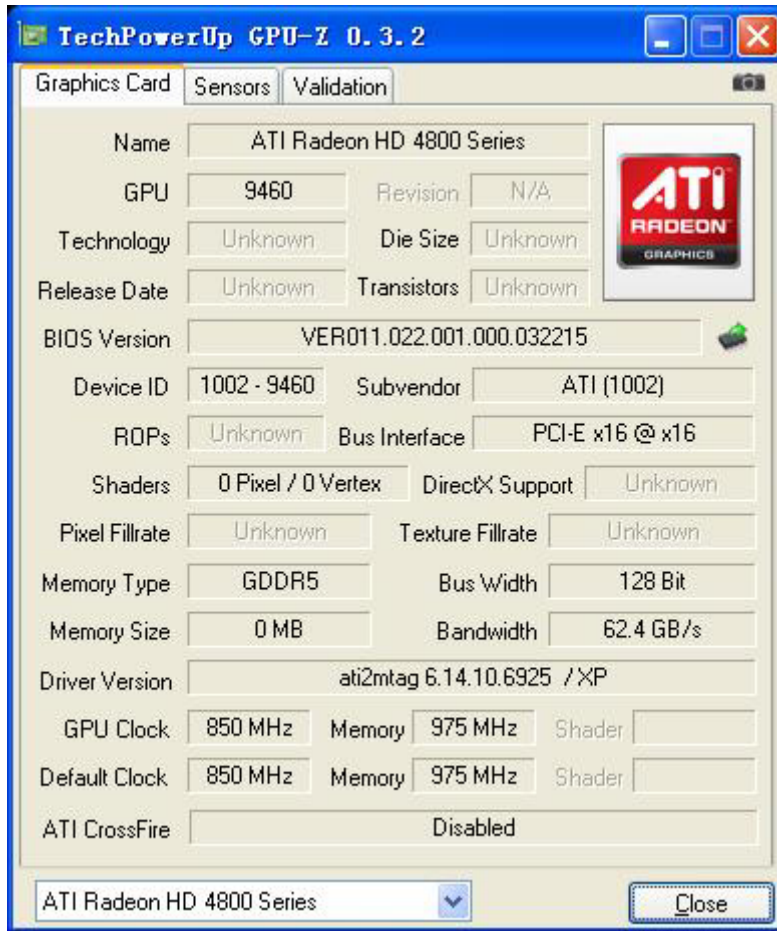 TechPowerUp GPU-Z 0.3.2
Graphics Card Sensors Validation
Name ATI Radeon HD 4800 Series
ATI
RADEON
GRAPHICS
GPU 9460 Revision N/A
Technology Unknown Die Size Unknown
Release Date Unknown Transistors Unknown
BIOS Version VER011.022.001.000.032215
Device ID 1002 - 9460 Subvendor ATI (1002)
ROPs Unknown Bus Interface PCI-E x16 @ x16
Shaders 0 Pixel / 0 Vertex DirectX Support Unknown
Pixel Fillrate Unknown Texture Fillrate Unknown
Memory Type GDDR5 Bus Width 128 Bit
Memory Size 0 MB Bandwidth 62.4 GB/s
Driver Version ati2mtag 6.14.10.6925 / XP
GPU Clock 850 MHz Memory 975 MHz Shader
Default Clock 850 MHz Memory 975 MHz Shader
ATI CrossFire Disabled
ATI Radeon HD 4800 Series Close